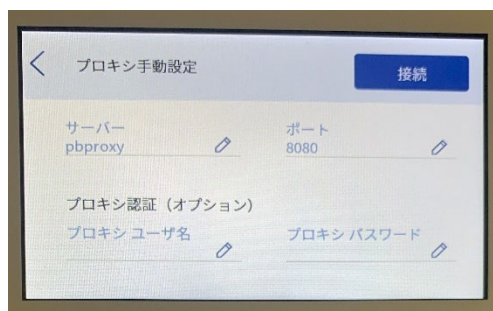 プロキシ手動設定
接続
サーバー
pbproxy
ポート
8080
プロキシ認証（オプション）
プロキシ ユーザ名
プロキシ パスワード